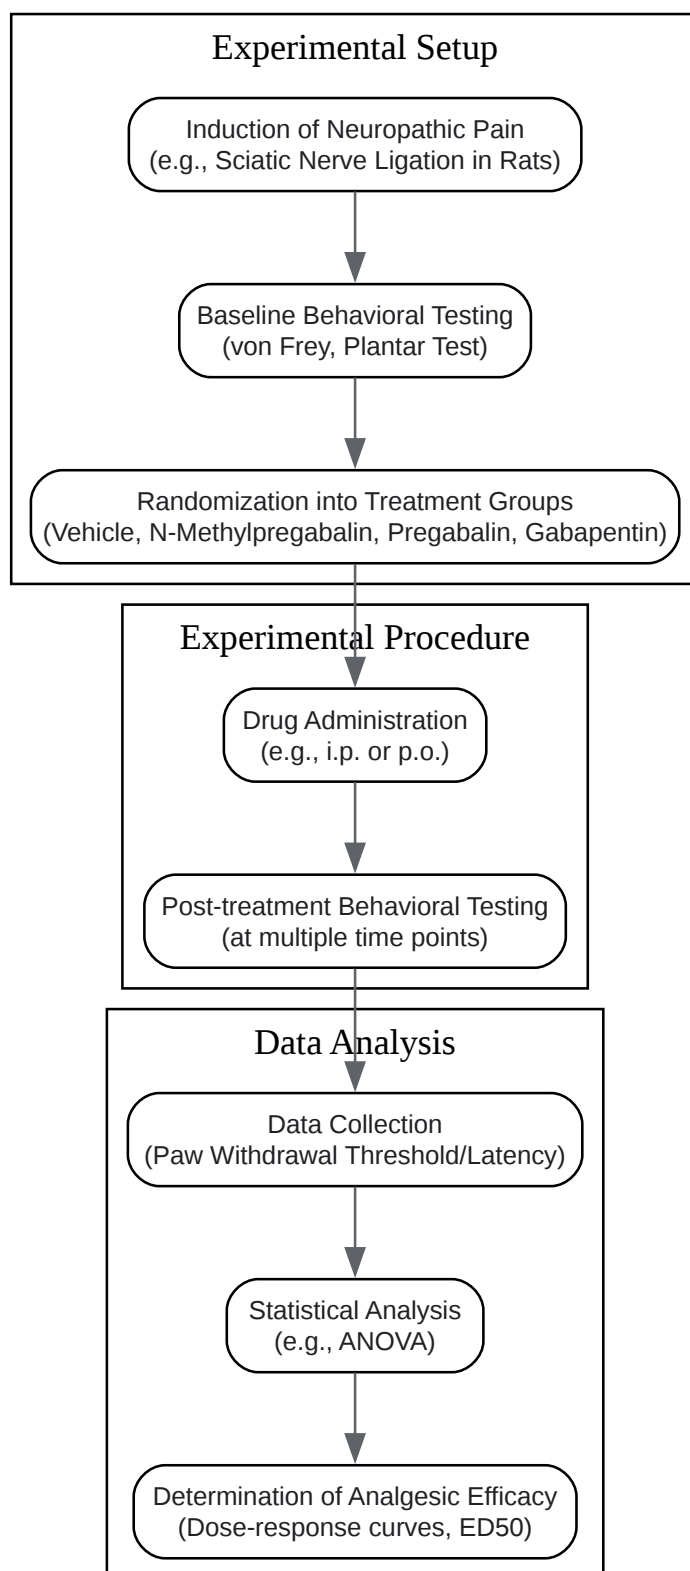 Experimental Setup
Induction of Neuropathic Pain
(e.g., Sciatic Nerve Ligation in Rats)
Baseline Behavioral Testing
(von Frey, Plantar Test)
Randomization into Treatment Groups
(Vehicle, N-Methylpregabalin, Pregabalin, Gabapentin)
Experimental Procedure
Drug Administration
(e.g., i.p. or p.o.)
Post-treatment Behavioral Testing
(at multiple time points)
Data Analysis
Data Collection
(Paw Withdrawal Threshold/Latency)
Statistical Analysis
(e.g., ANOVA)
Determination of Analgesic Efficacy
(Dose-response curves, ED50)